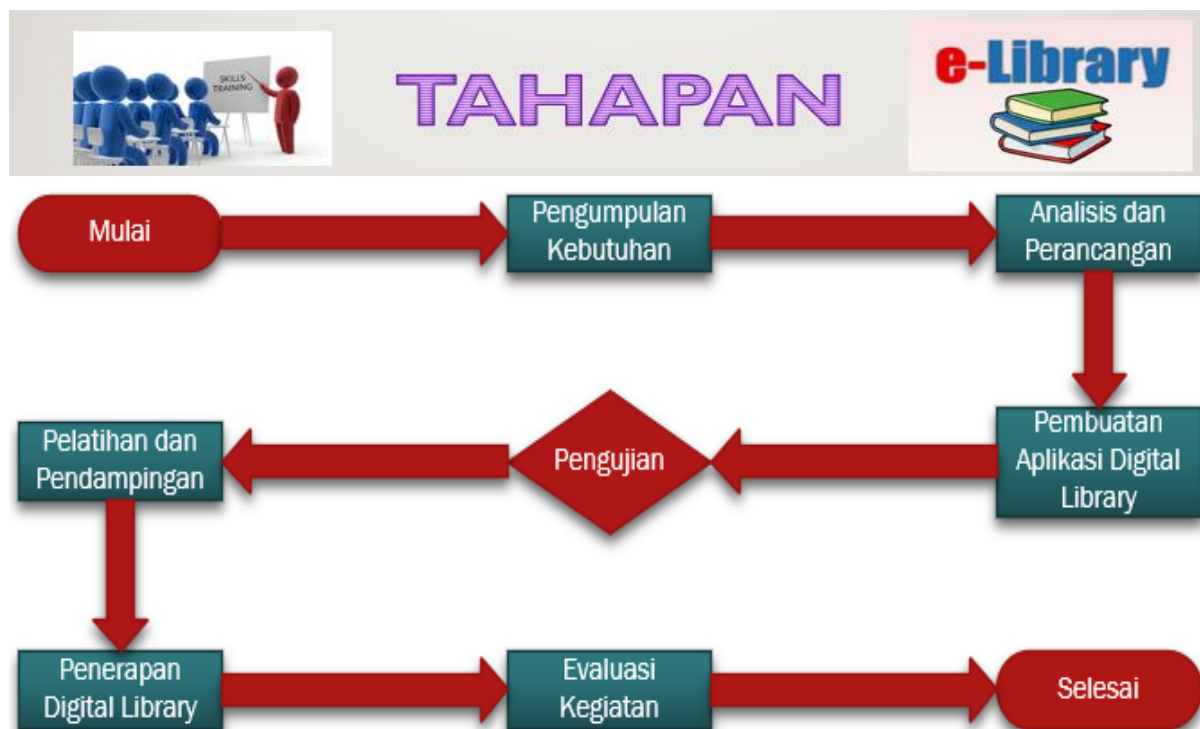 SKILLS
TRAINING
TAHAPAN
e-Library
Mulai
Pengumpulan
Kebutuhan
Analisis dan
Perancangan
Pembuatan
Aplikasi Digital
Library
Pengujian
Pelatihan dan
Pendampingan
Penerapan
Digital Library
Evaluasi
Kegiatan
Selesai